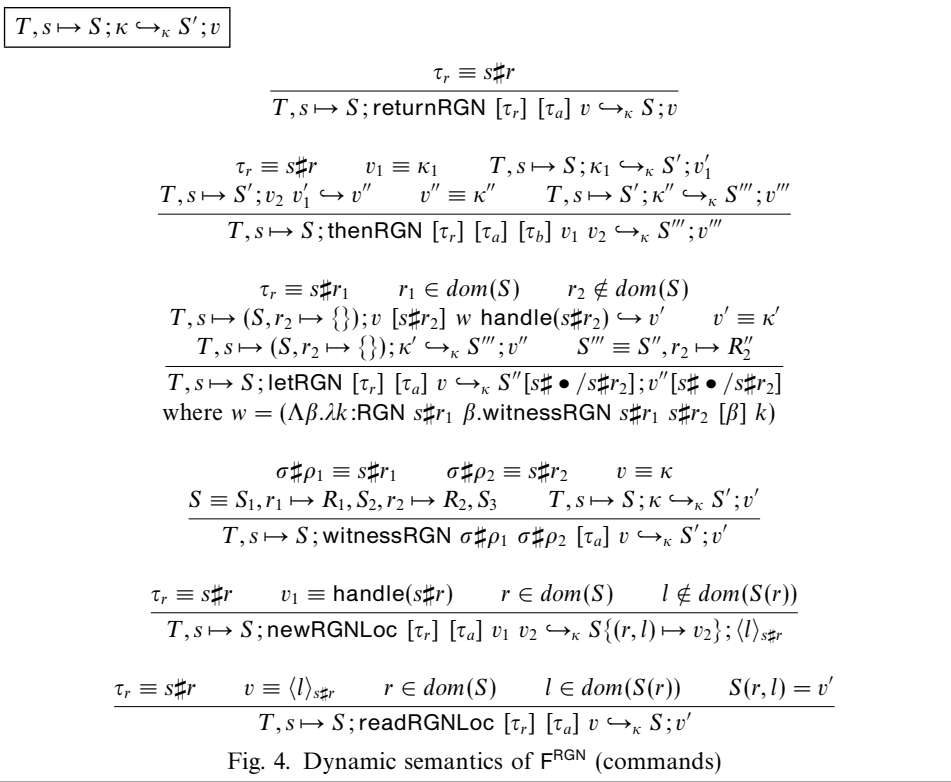 T, s ↦ S; κ ↪κ S′; v
τr ≡ s♯r
T, s ↦ S; returnRGN [τr] [τa] v ↪κ S; v
τr ≡ s♯r v1 ≡ κ1 T, s ↦ S; κ1 ↪κ S′; v′1
T, s ↦ S′; v2 v′1 ↪ v″ v″ ≡ κ″ T, s ↦ S′; κ″ ↪κ S‴; v‴
T, s ↦ S; thenRGN [τr] [τa] [τb] v1 v2 ↪κ S‴; v‴
τr ≡ s♯r1 r1 ∈ dom(S) r2 ∉ dom(S)
T, s ↦ (S, r2 ↦ {}); v [s♯r2] w handle(s♯r2) ↪ v′ v′ ≡ κ′
T, s ↦ (S, r2 ↦ {}); κ′ ↪κ S‴; v″ S‴ ≡ S″, r2 ↦ R″2
T, s ↦ S; letRGN [τr] [τa] v ↪κ S″[s♯ • /s♯r2]; v″[s♯ • /s♯r2]
where w = (Λβ.λk:RGN s♯r1 β.witnessRGN s♯r1 s♯r2 [β] k)
σ♯ρ1 ≡ s♯r1 σ♯ρ2 ≡ s♯r2 v ≡ κ
S ≡ S1, r1 ↦ R1, S2, r2 ↦ R2, S3 T, s ↦ S; κ ↪κ S′; v′
T, s ↦ S; witnessRGN σ♯ρ1 σ♯ρ2 [τa] v ↪κ S′; v′
τr ≡ s♯r v1 ≡ handle(s♯r) r ∈ dom(S) l ∉ dom(S(r))
T, s ↦ S; newRGNLoc [τr] [τa] v1 v2 ↪κ S{(r, l) ↦ v2}; ⟨l⟩s♯r
τr ≡ s♯r v ≡ ⟨l⟩s♯r r ∈ dom(S) l ∈ dom(S(r)) S(r, l) = v′
T, s ↦ S; readRGNLoc [τr] [τa] v ↪κ S; v′
Fig. 4. Dynamic semantics of FRGN (commands)